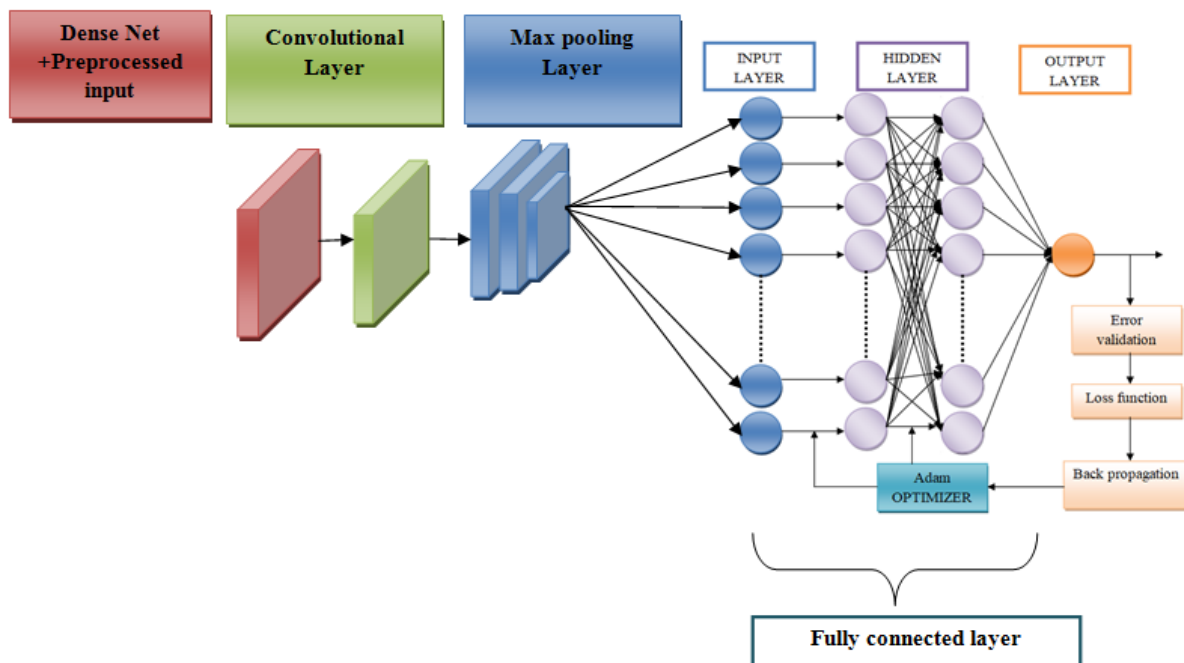 Dense Net
+Preprocessed
input
Convolutional
Layer
Max pooling
Layer
INPUT
LAYER
HIDDEN
LAYER
OUTPUT
LAYER
Error
validation
Loss function
Back propagation
Adam
OPTIMIZER
Fully connected layer